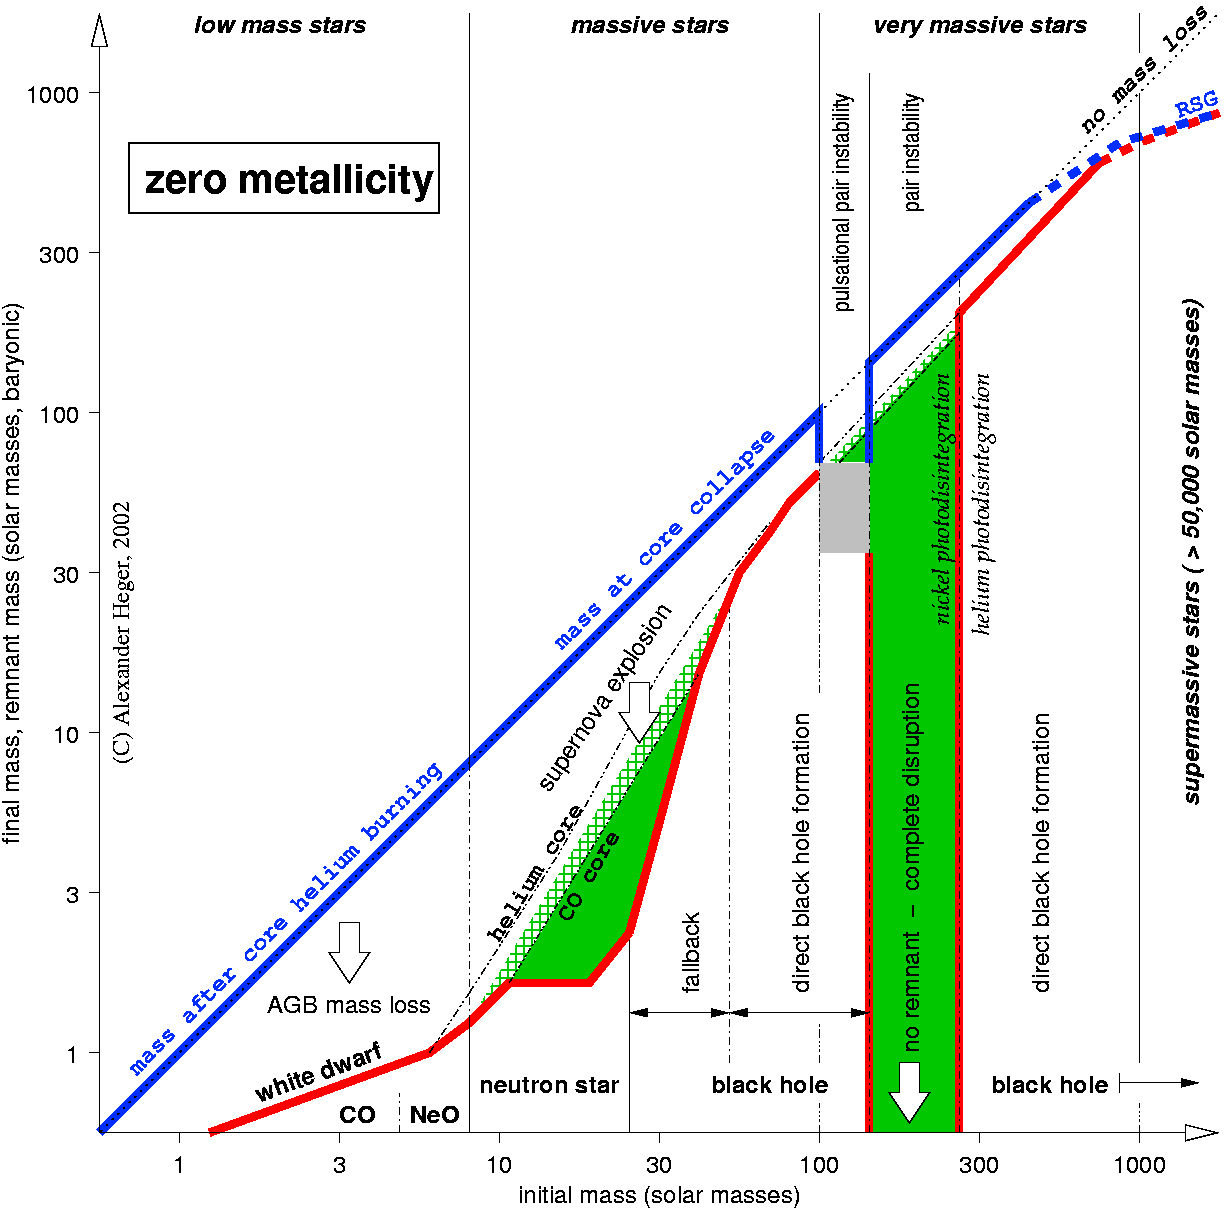 low mass stars
massive stars
very massive stars
zero metallicity
no mass loss
RSG
pulsational pair instability
pair instability
1000
300
100
30
10
3
1
final mass, remnant mass (solar masses, baryonic)
(C) Alexander Heger, 2002
mass at core collapse
mass after core helium burning
supernova explosion
helium core
CO core
AGB mass loss
white dwarf
CO
NeO
neutron star
fallback
direct black hole formation
black hole
no remnant – complete disruption
nickel photodisintegration
helium photodisintegration
direct black hole formation
black hole
supermassive stars ( > 50,000 solar masses)
1
3
10
30
100
300
1000
initial mass (solar masses)